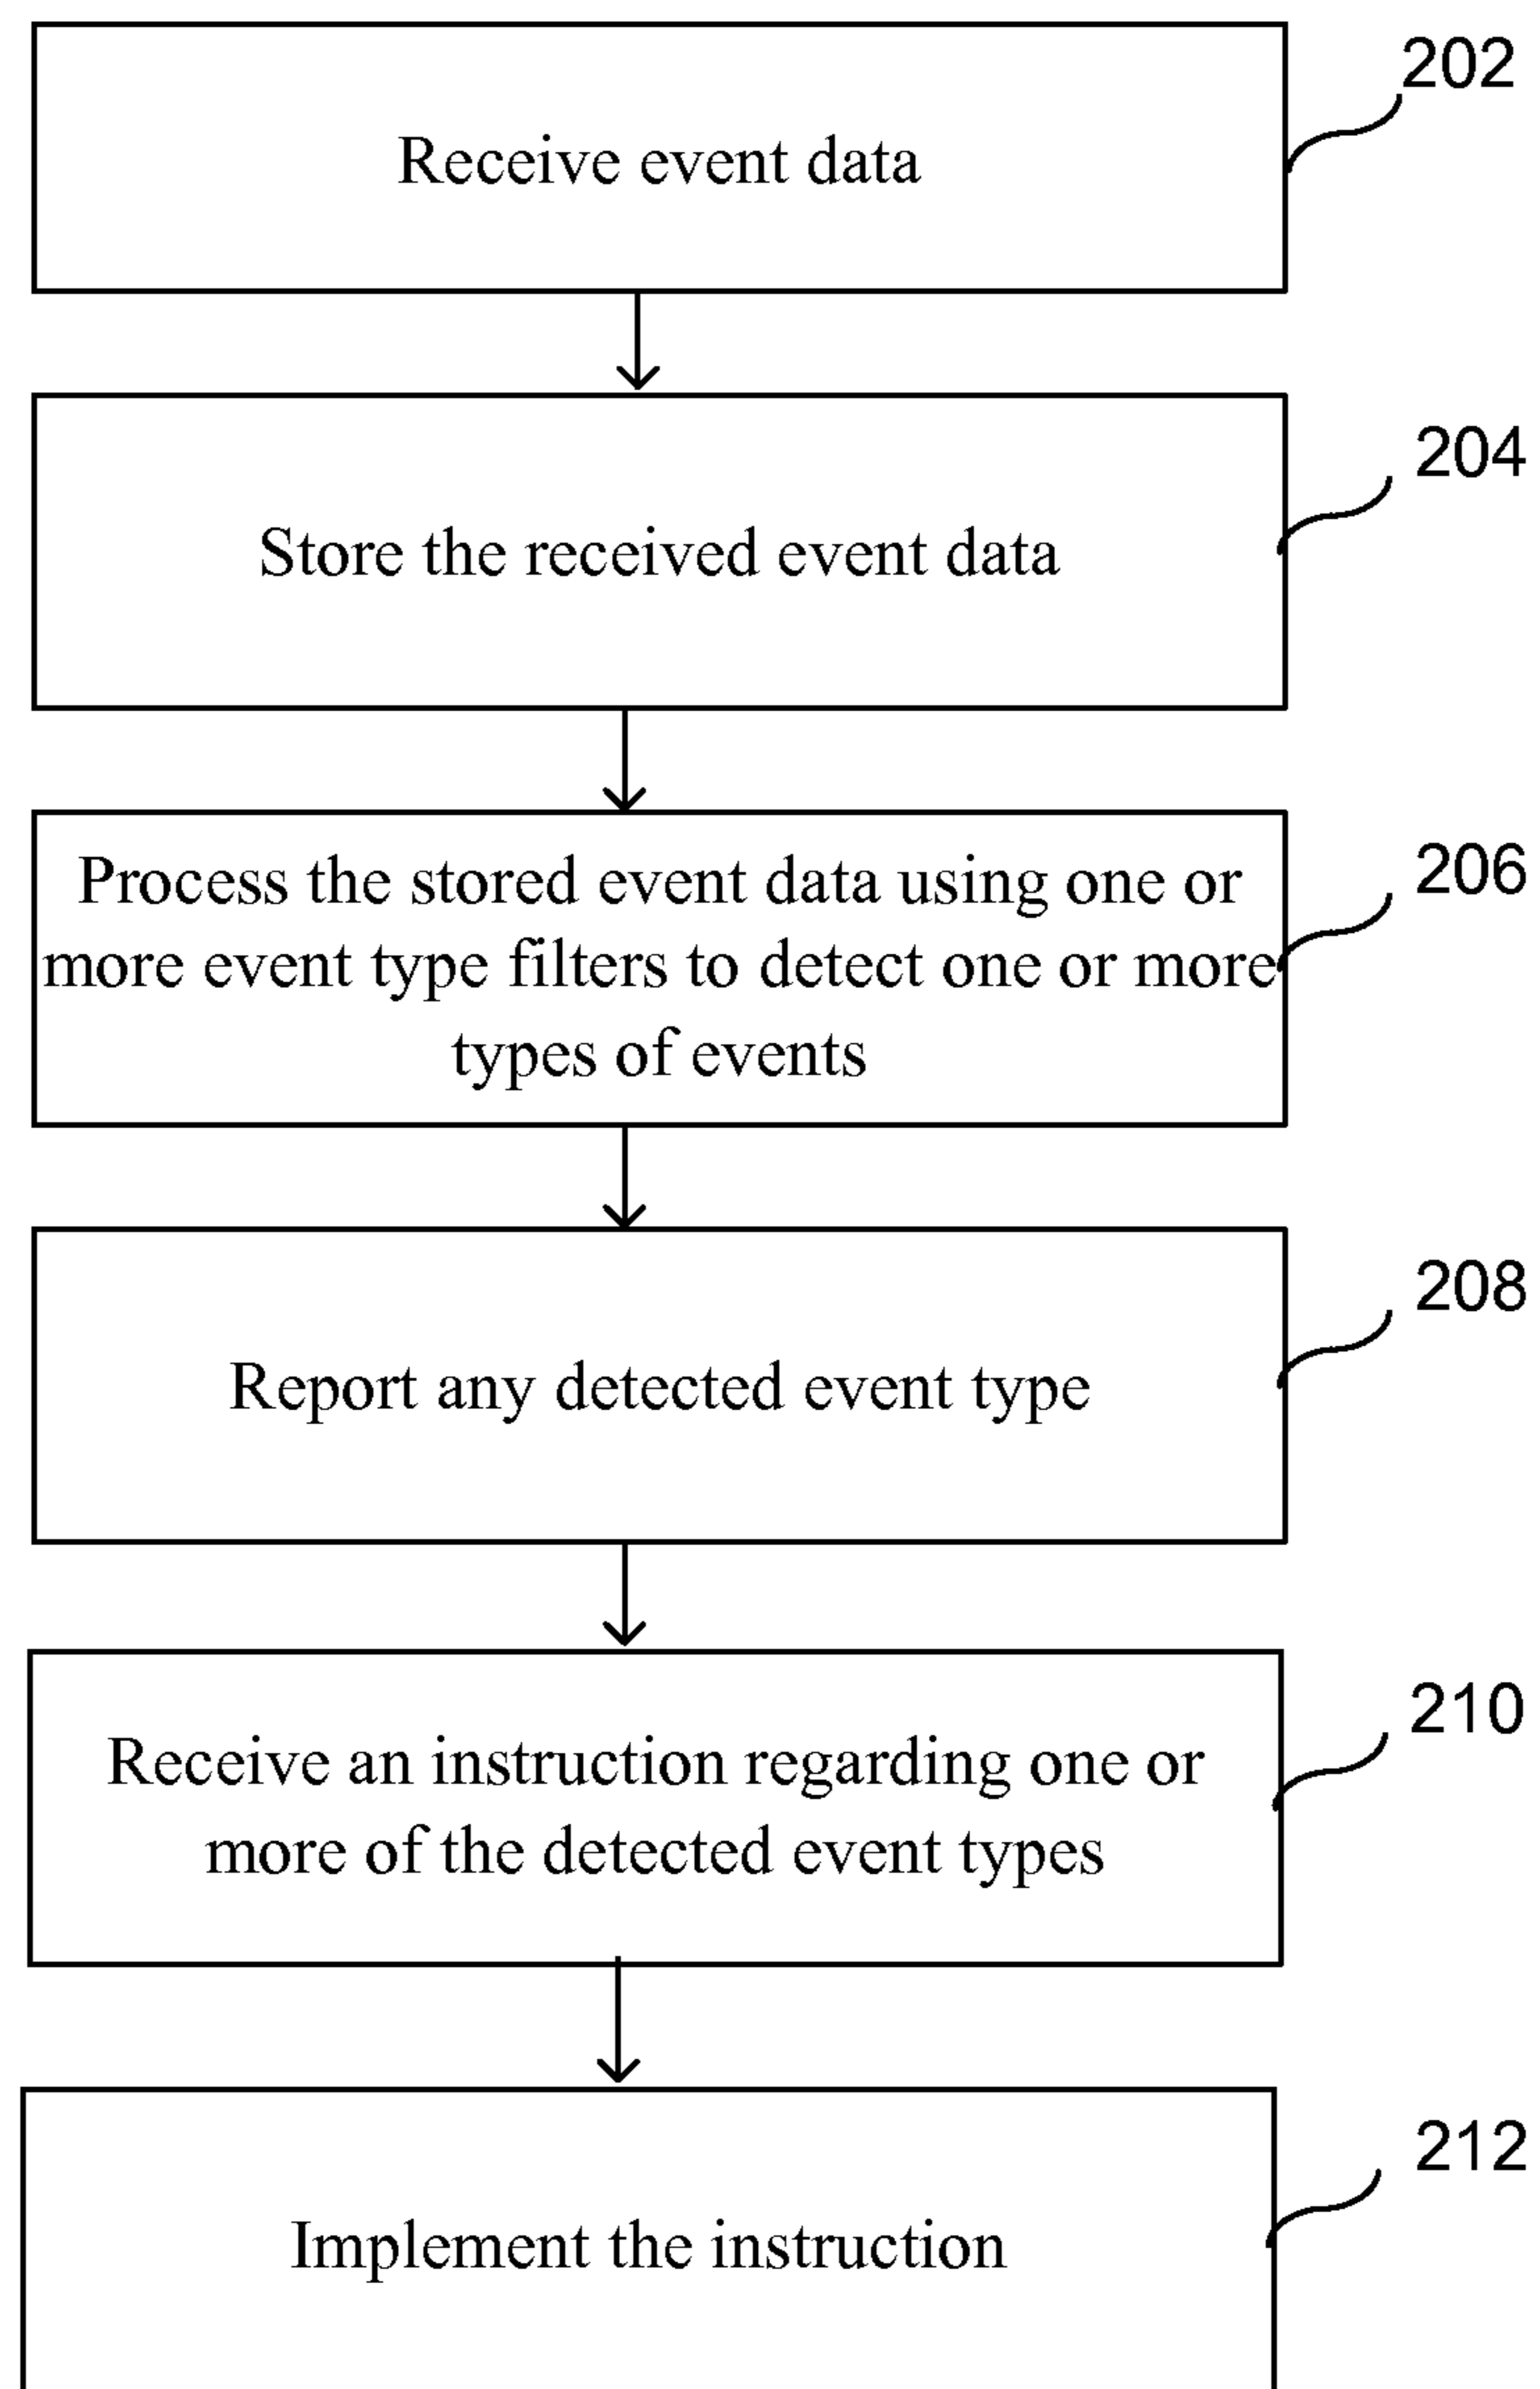 202
Receive event data
204
Store the received event data
206
Process the stored event data using one or
more event type filters to detect one or more
types of events
208
Report any detected event type
210
Receive an instruction regarding one or
more of the detected event types
212
Implement the instruction